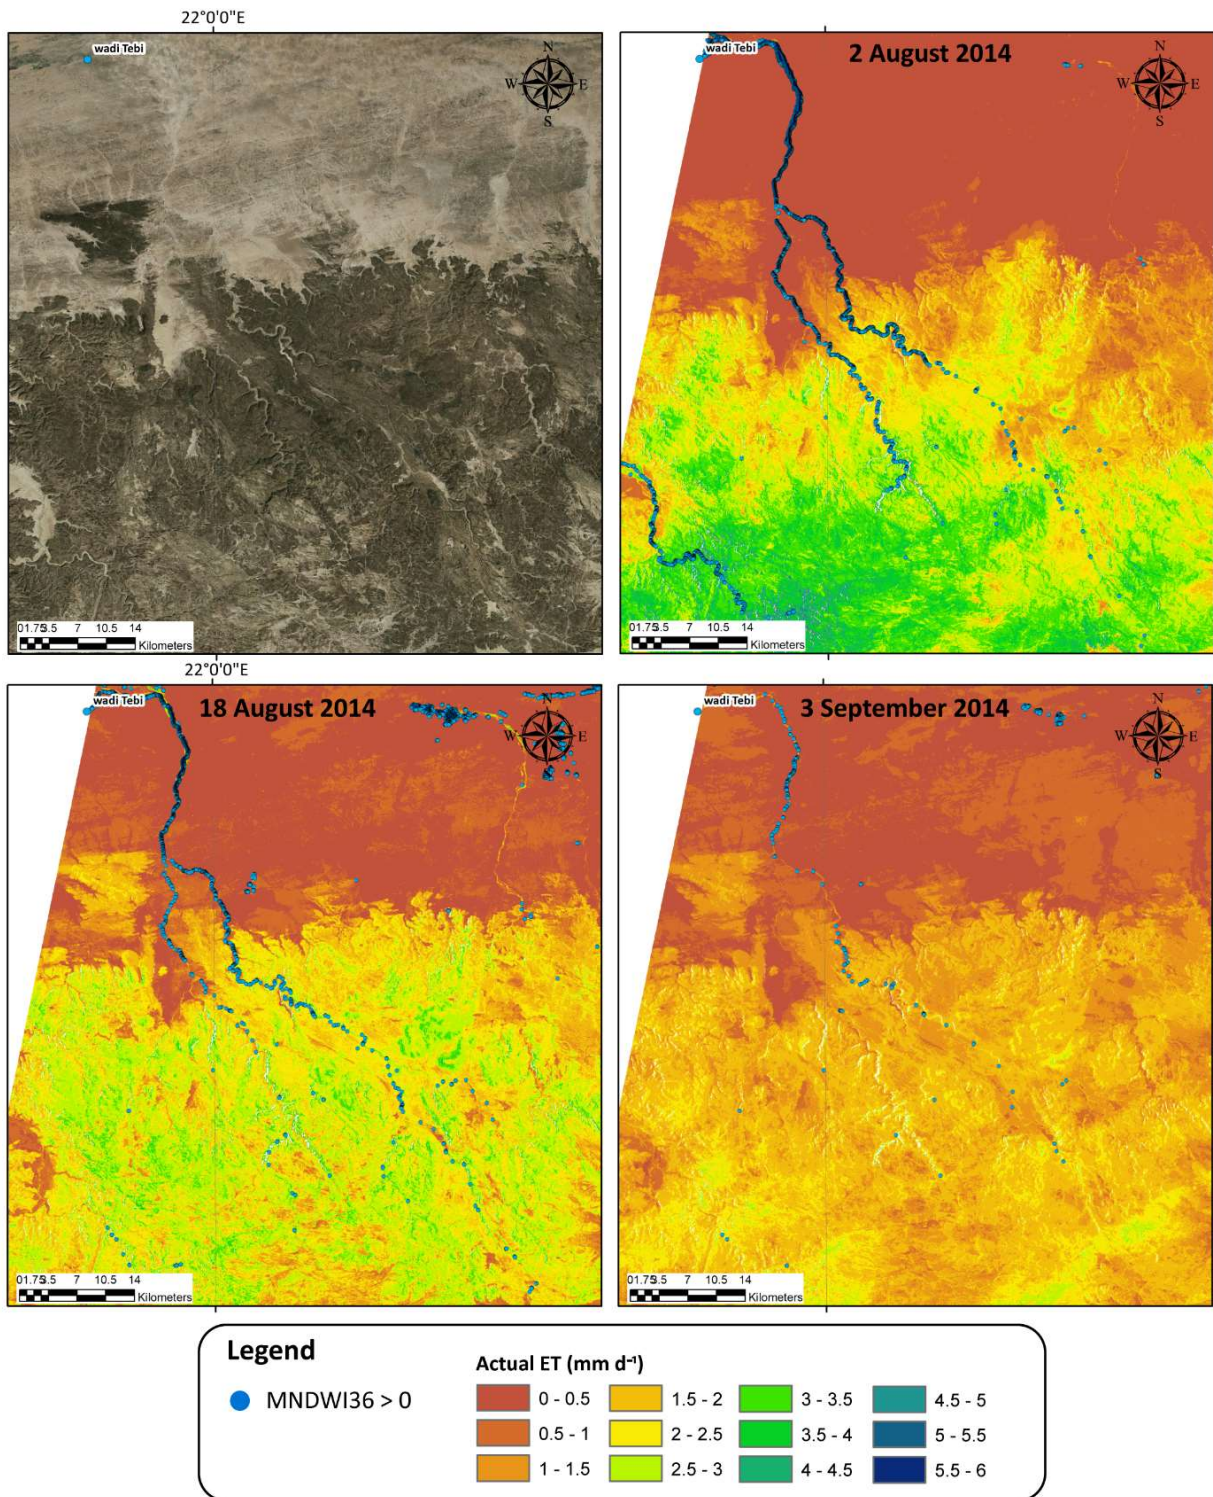 22°0'0"E
wadi Tebi
N
W
E
S
01.753.5 7 10.5 14
Kilometers
wadi Tebi
2 August 2014
N
W
E
S
01.753.5 7 10.5 14
Kilometers
22°0'0"E
wadi Tebi
18 August 2014
N
W
E
S
01.753.5 7 10.5 14
Kilometers
wadi Tebi
3 September 2014
N
W
E
S
01.753.5 7 10.5 14
Kilometers
Legend
MNDWI36 > 0
Actual ET (mm d⁻¹)
0 - 0.5 1.5 - 2 3 - 3.5 4.5 - 5
0.5 - 1 2 - 2.5 3.5 - 4 5 - 5.5
1 - 1.5 2.5 - 3 4 - 4.5 5.5 - 6